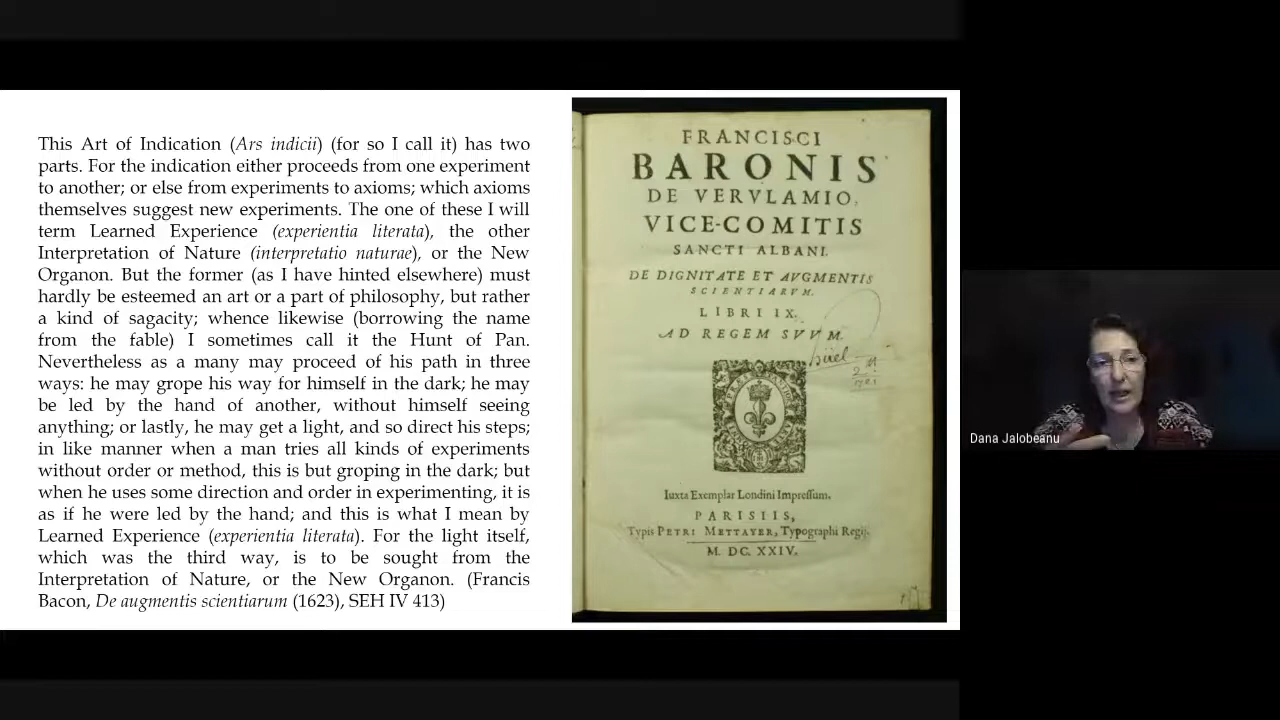 This Art of Indication (Ars indicii) (for so I call it) has two
parts. For the indication either proceeds from one experiment
to another; or else from experiments to axioms; which axioms
themselves suggest new experiments. The one of these I will
term Learned Experience (experientia literata), the other
Interpretation of Nature (interpretatio naturae), or the New
Organon. But the former (as I have hinted elsewhere) must
hardly be esteemed an art or a part of philosophy, but rather
a kind of sagacity; whence likewise (borrowing the name
from the fable) I sometimes call it the Hunt of Pan.
Nevertheless as a many may proceed of his path in three
ways: he may grope his way for himself in the dark; he may
be led by the hand of another, without himself seeing
anything; or lastly, he may get a light, and so direct his steps;
in like manner when a man tries all kinds of experiments
without order or method, this is but groping in the dark; but
when he uses some direction and order in experimenting, it is
as if he were led by the hand; and this is what I mean by
Learned Experience (experientia literata). For the light itself,
which was the third way, is to be sought from the
Interpretation of Nature, or the New Organon. (Francis
Bacon, De augmentis scientiarum (1623), SEH IV 413)
FRANCISCI
BARONIS
DE VERVLAMIO,
VICE-COMITIS
SANCTI ALBANI.
DE DIGNITATE ET AVGMENTIS
SCIENTIARVM.
LIBRI IX.
AD REGEM SVVM.
Iuxta Exemplar Londini Impressum.
PARISIIS,
Typis PETRI METTAYER, Typographi Regij.
M. DC. XXIV.
Dana Jalobeanu